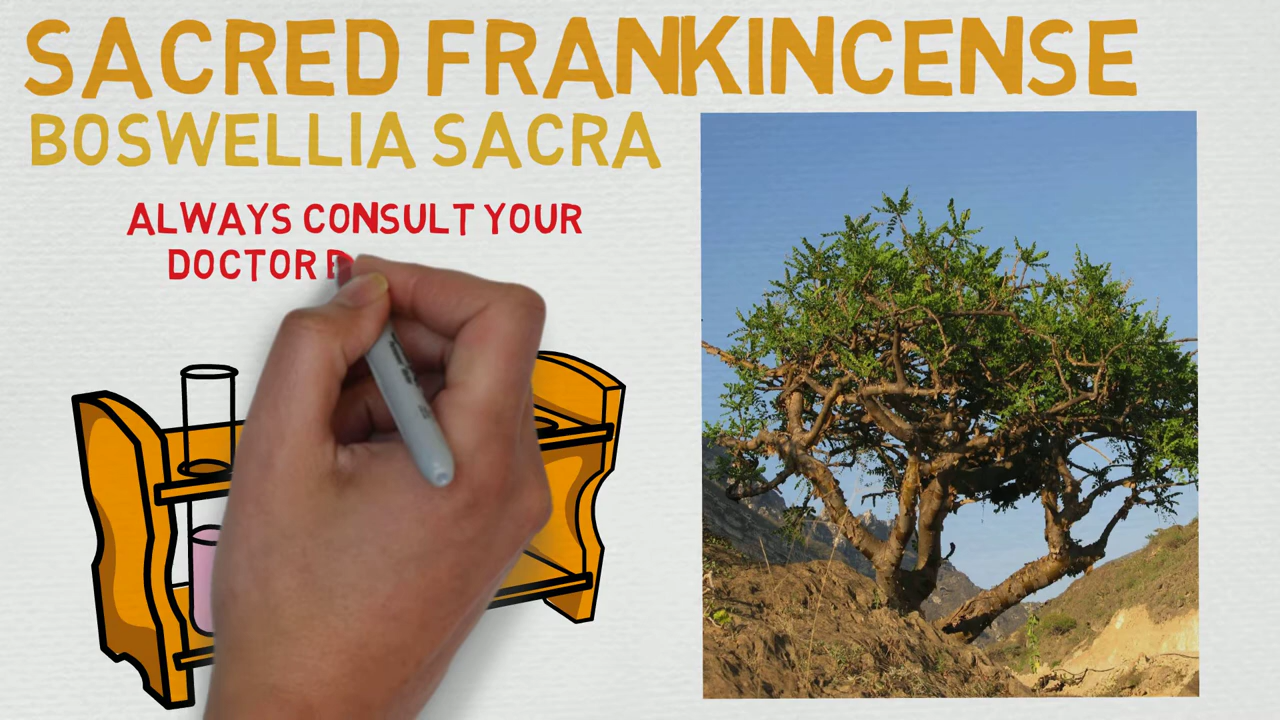 SACRED FRANKINCENSE
BOSWELLIA SACRA
ALWAYS CONSULT YOUR
DOCTOR